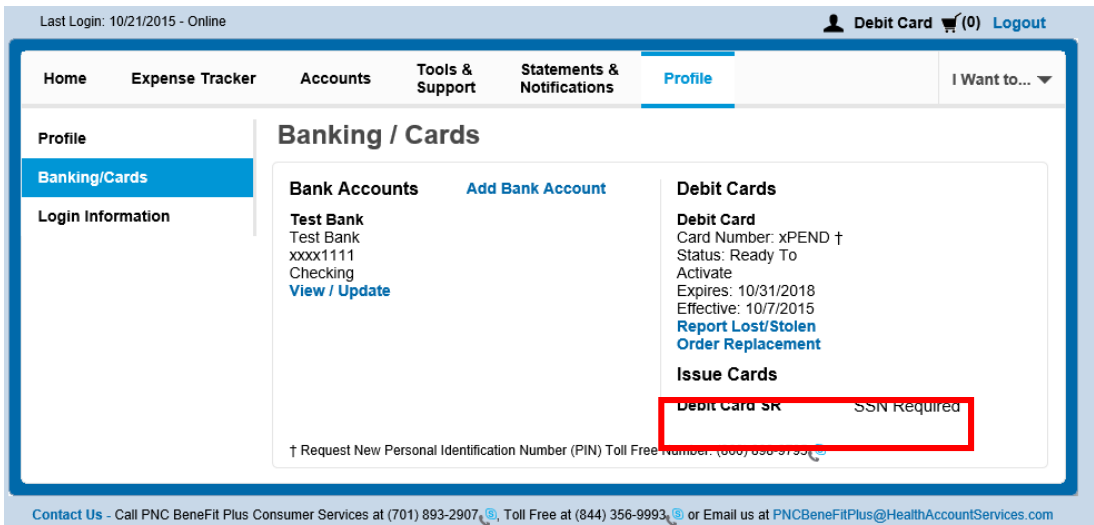 Last Login: 10/21/2015 - Online
Debit Card (0) Logout
Home Expense Tracker Accounts Tools & Support Statements & Notifications Profile I Want to...
Profile
Banking/Cards
Login Information
Banking / Cards
Bank Accounts Add Bank Account
Test Bank
Test Bank
xxxx1111
Checking
View / Update
Debit Cards
Debit Card
Card Number: xPEND †
Status: Ready To
Activate
Expires: 10/31/2018
Effective: 10/7/2015
Report Lost/Stolen
Order Replacement
Issue Cards
Debit Card SR SSN Required
† Request New Personal Identification Number (PIN) Toll Free Number:
Contact Us - Call PNC BeneFit Plus Consumer Services at (701) 893-2907, Toll Free at (844) 356-9993 or Email us at PNCBeneFitPlus@HealthAccountServices.com